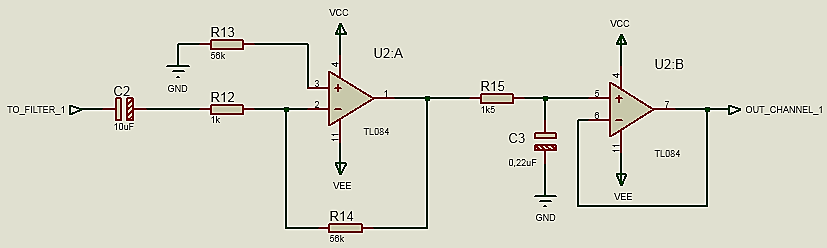 VCC
R13
56k
GND
4
U2:A
3
2
1
TL084
11
VEE
TO_FILTER_1
C2
10uF
R12
1k
R14
56k
R15
1k5
C3
0,22uF
GND
VCC
4
U2:B
5
6
7
TL084
11
VEE
OUT_CHANNEL_1